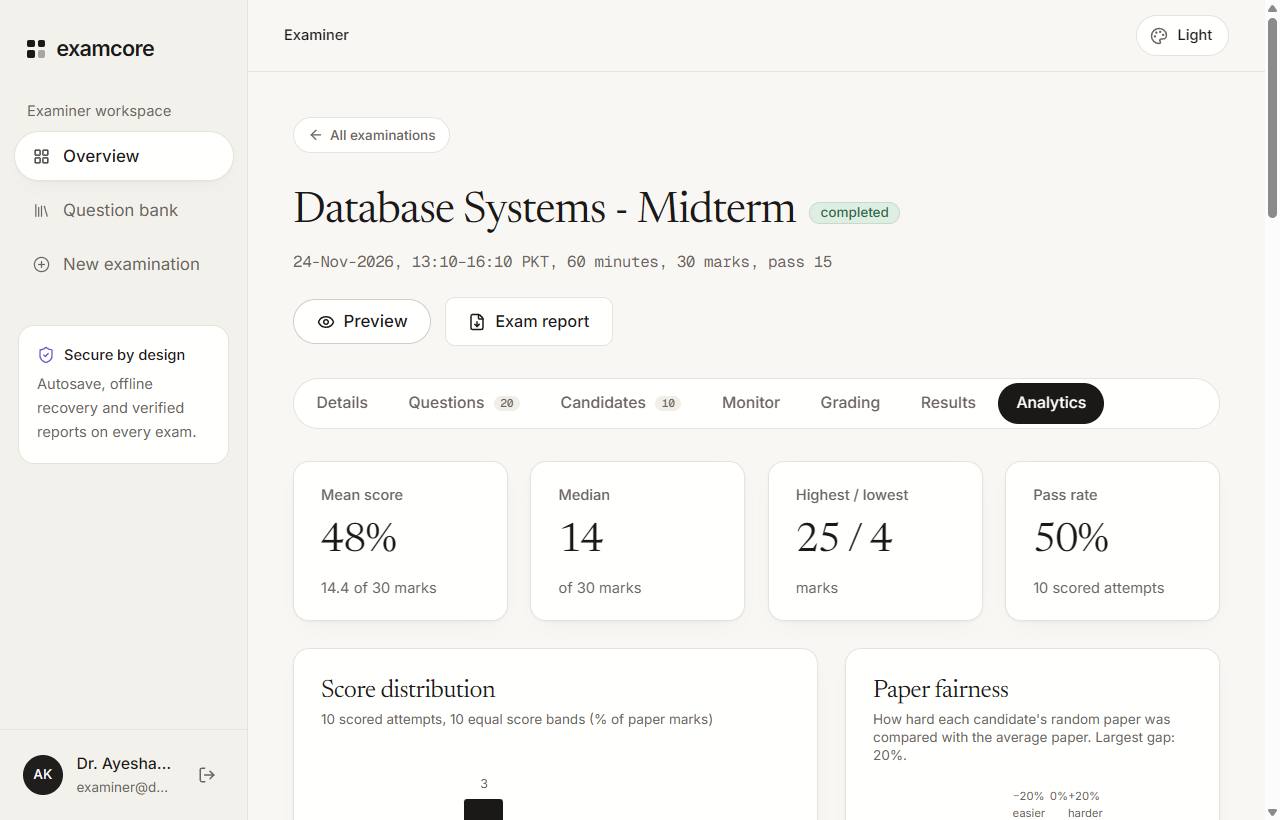 examcore
Examiner workspace
Overview
Question bank
New examination
Secure by design
Autosave, offline
recovery and verified
reports on every exam.
AK
Dr. Ayesha...
examiner@d...
Examiner
Light
All examinations
Database Systems - Midterm completed
24-Nov-2026, 13:10–16:10 PKT, 60 minutes, 30 marks, pass 15
Preview
Exam report
Details Questions 20 Candidates 10 Monitor Grading Results Analytics
Mean score
48%
14.4 of 30 marks
Median
14
of 30 marks
Highest / lowest
25 / 4
marks
Pass rate
50%
10 scored attempts
Score distribution
10 scored attempts, 10 equal score bands (% of paper marks)
3
Paper fairness
How hard each candidate's random paper was
compared with the average paper. Largest gap:
20%.
−20% 0%+20%
easier harder